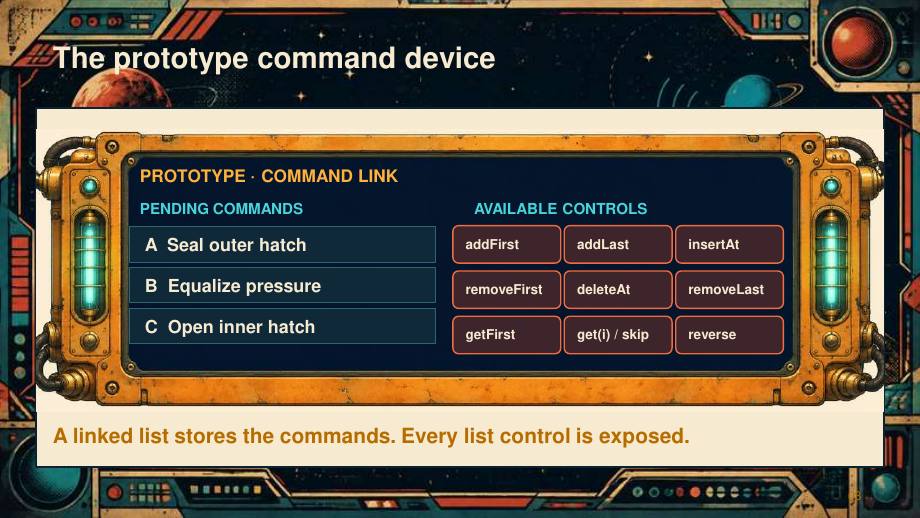 The prototype command device
PROTOTYPE · COMMAND LINK
PENDING COMMANDS
A Seal outer hatch
B Equalize pressure
C Open inner hatch
AVAILABLE CONTROLS
addFirst addLast insertAt
removeFirst deleteAt removeLast
getFirst get(i) / skip reverse
A linked list stores the commands. Every list control is exposed.